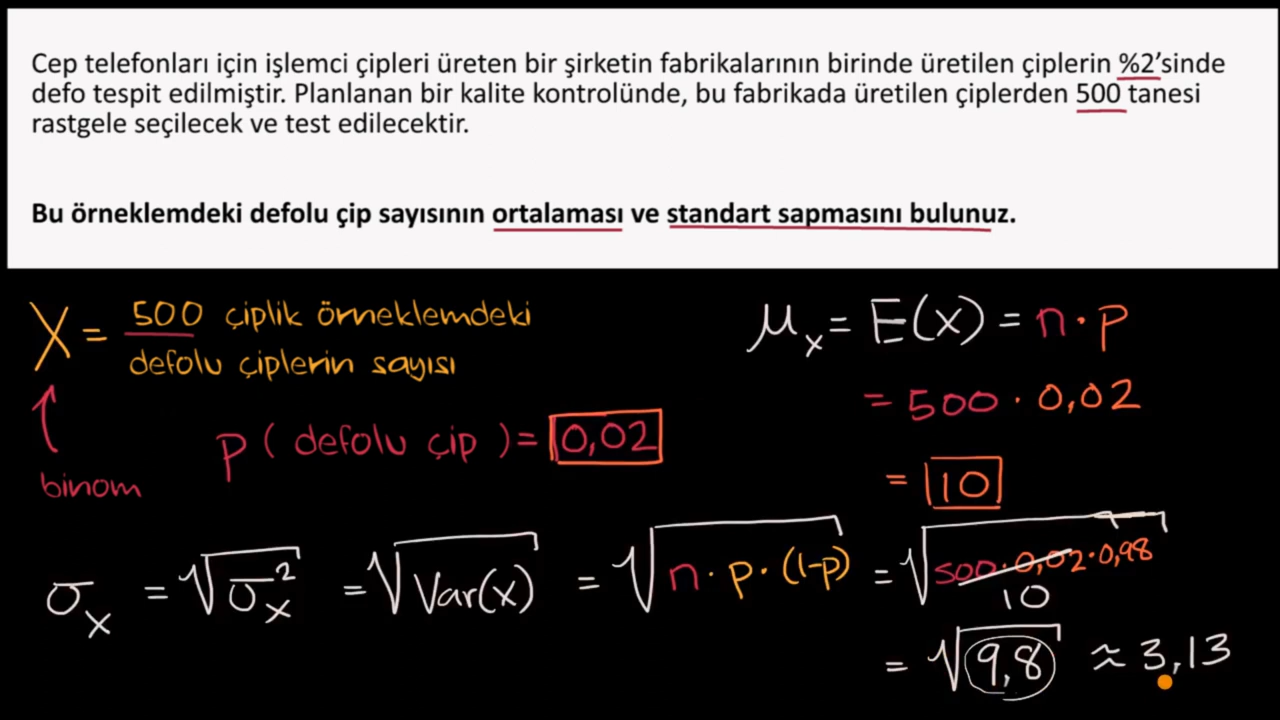 Cep telefonları için işlemci çipleri üreten bir şirketin fabrikalarının birinde üretilen çiplerin %2'sinde
defo tespit edilmiştir. Planlanan bir kalite kontrolünde, bu fabrikada üretilen çiplerden 500 tanesi
rastgele seçilecek ve test edilecektir.
Bu örneklemdeki defolu çip sayısının ortalaması ve standart sapmasını bulunuz.
X = 500 çiplik örneklemdeki
defolu çiplerin sayısı
binom
p ( defolu çip ) = 0,02
μₓ = E(x) = n · p
= 500 · 0,02
= 10
σₓ = √σₓ² = √Var(x) = √n · p · (1-p) = √500 · 0,02 · 0,98
10
= √9,8 ≈ 3,13